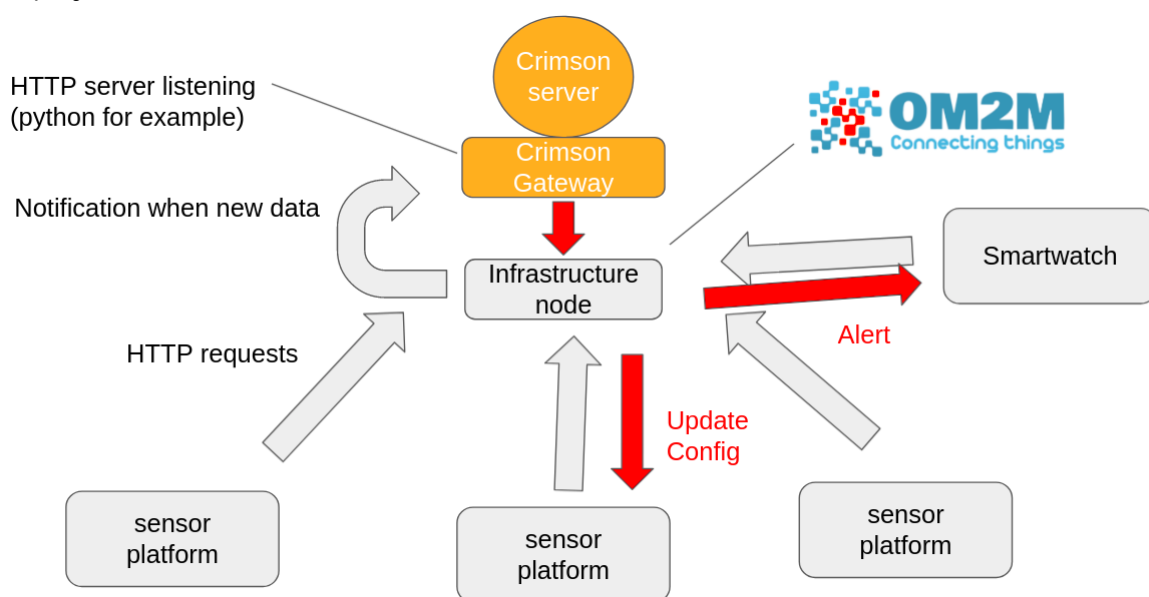 Crimson
server
HTTP server listening
(python for example)
OM2M
Connecting things
Crimson
Gateway
Notification when new data
Smartwatch
Infrastructure
node
Alert
HTTP requests
Update
Config
sensor
platform
sensor
platform
sensor
platform